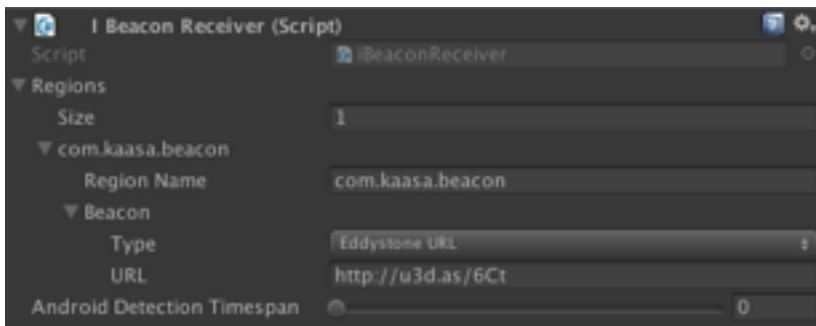 I Beacon Receiver (Script)
Script iBeaconReceiver
Regions
Size 1
com.kaasa.beacon
Region Name com.kaasa.beacon
Beacon
Type Eddystone URL
URL http://u3d.as/6Ct
Android Detection Timespan 0